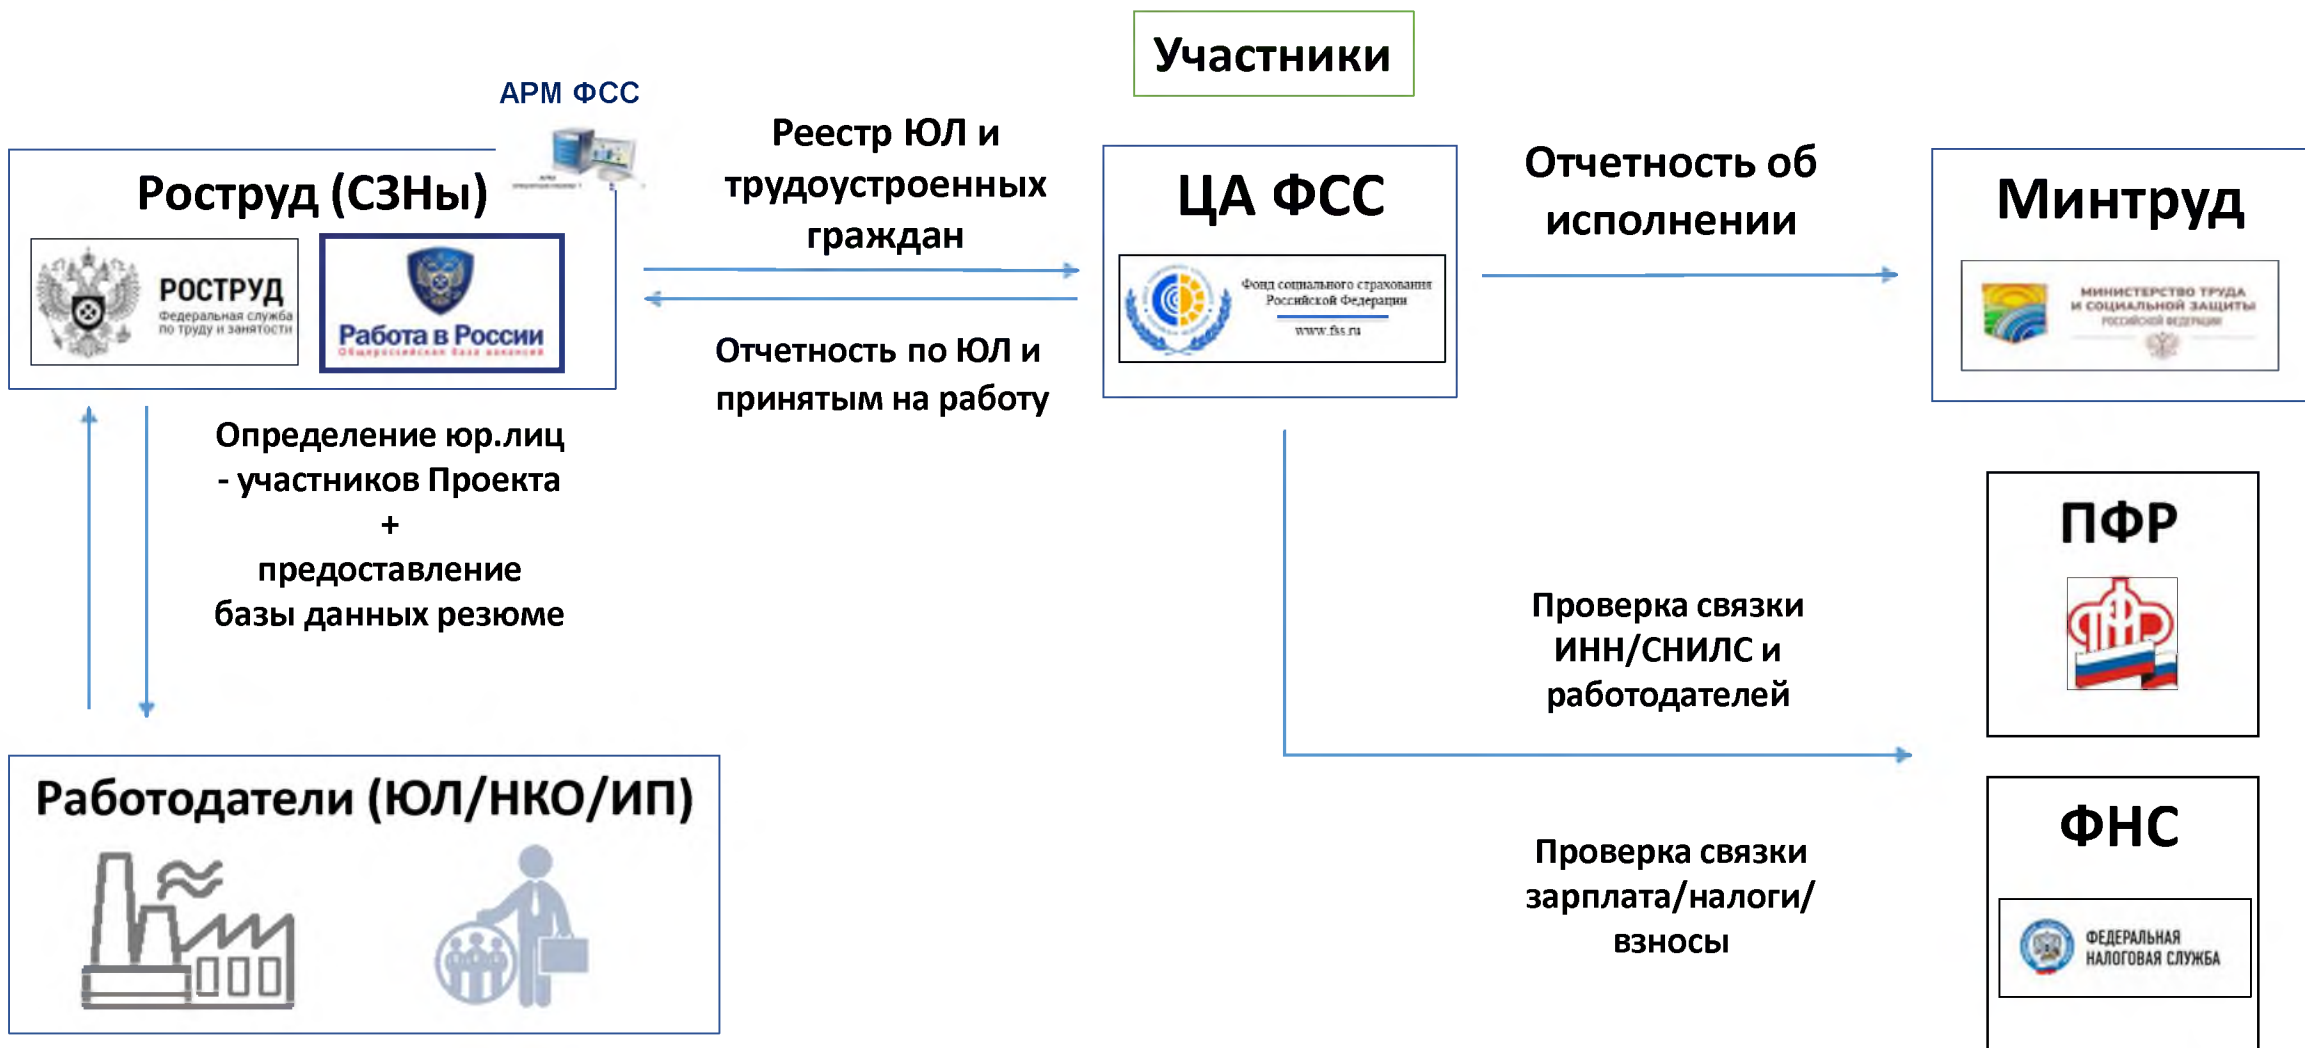 Участники
АРМ ФСС
Роструд (СЗНы)
РОСТРУД
Федеральная служба
по труду и занятости
Работа в России
Общероссийская база вакансий
Реестр ЮЛ и
трудоустроенных
граждан
Отчетность по ЮЛ и
принятым на работу
ЦА ФСС
Фонд социального страхования
Российской Федерации
www.fss.ru
Отчетность об
исполнении
Минтруд
МИНИСТЕРСТВО ТРУДА
И СОЦИАЛЬНОЙ ЗАЩИТЫ
РОССИЙСКОЙ ФЕДЕРАЦИИ
Определение юр.лиц
- участников Проекта
+
предоставление
базы данных резюме
Работодатели (ЮЛ/НКО/ИП)
Проверка связки
ИНН/СНИЛС и
работодателей
ПФР
Проверка связки
зарплата/налоги/
взносы
ФНС
ФЕДЕРАЛЬНАЯ
НАЛОГОВАЯ СЛУЖБА